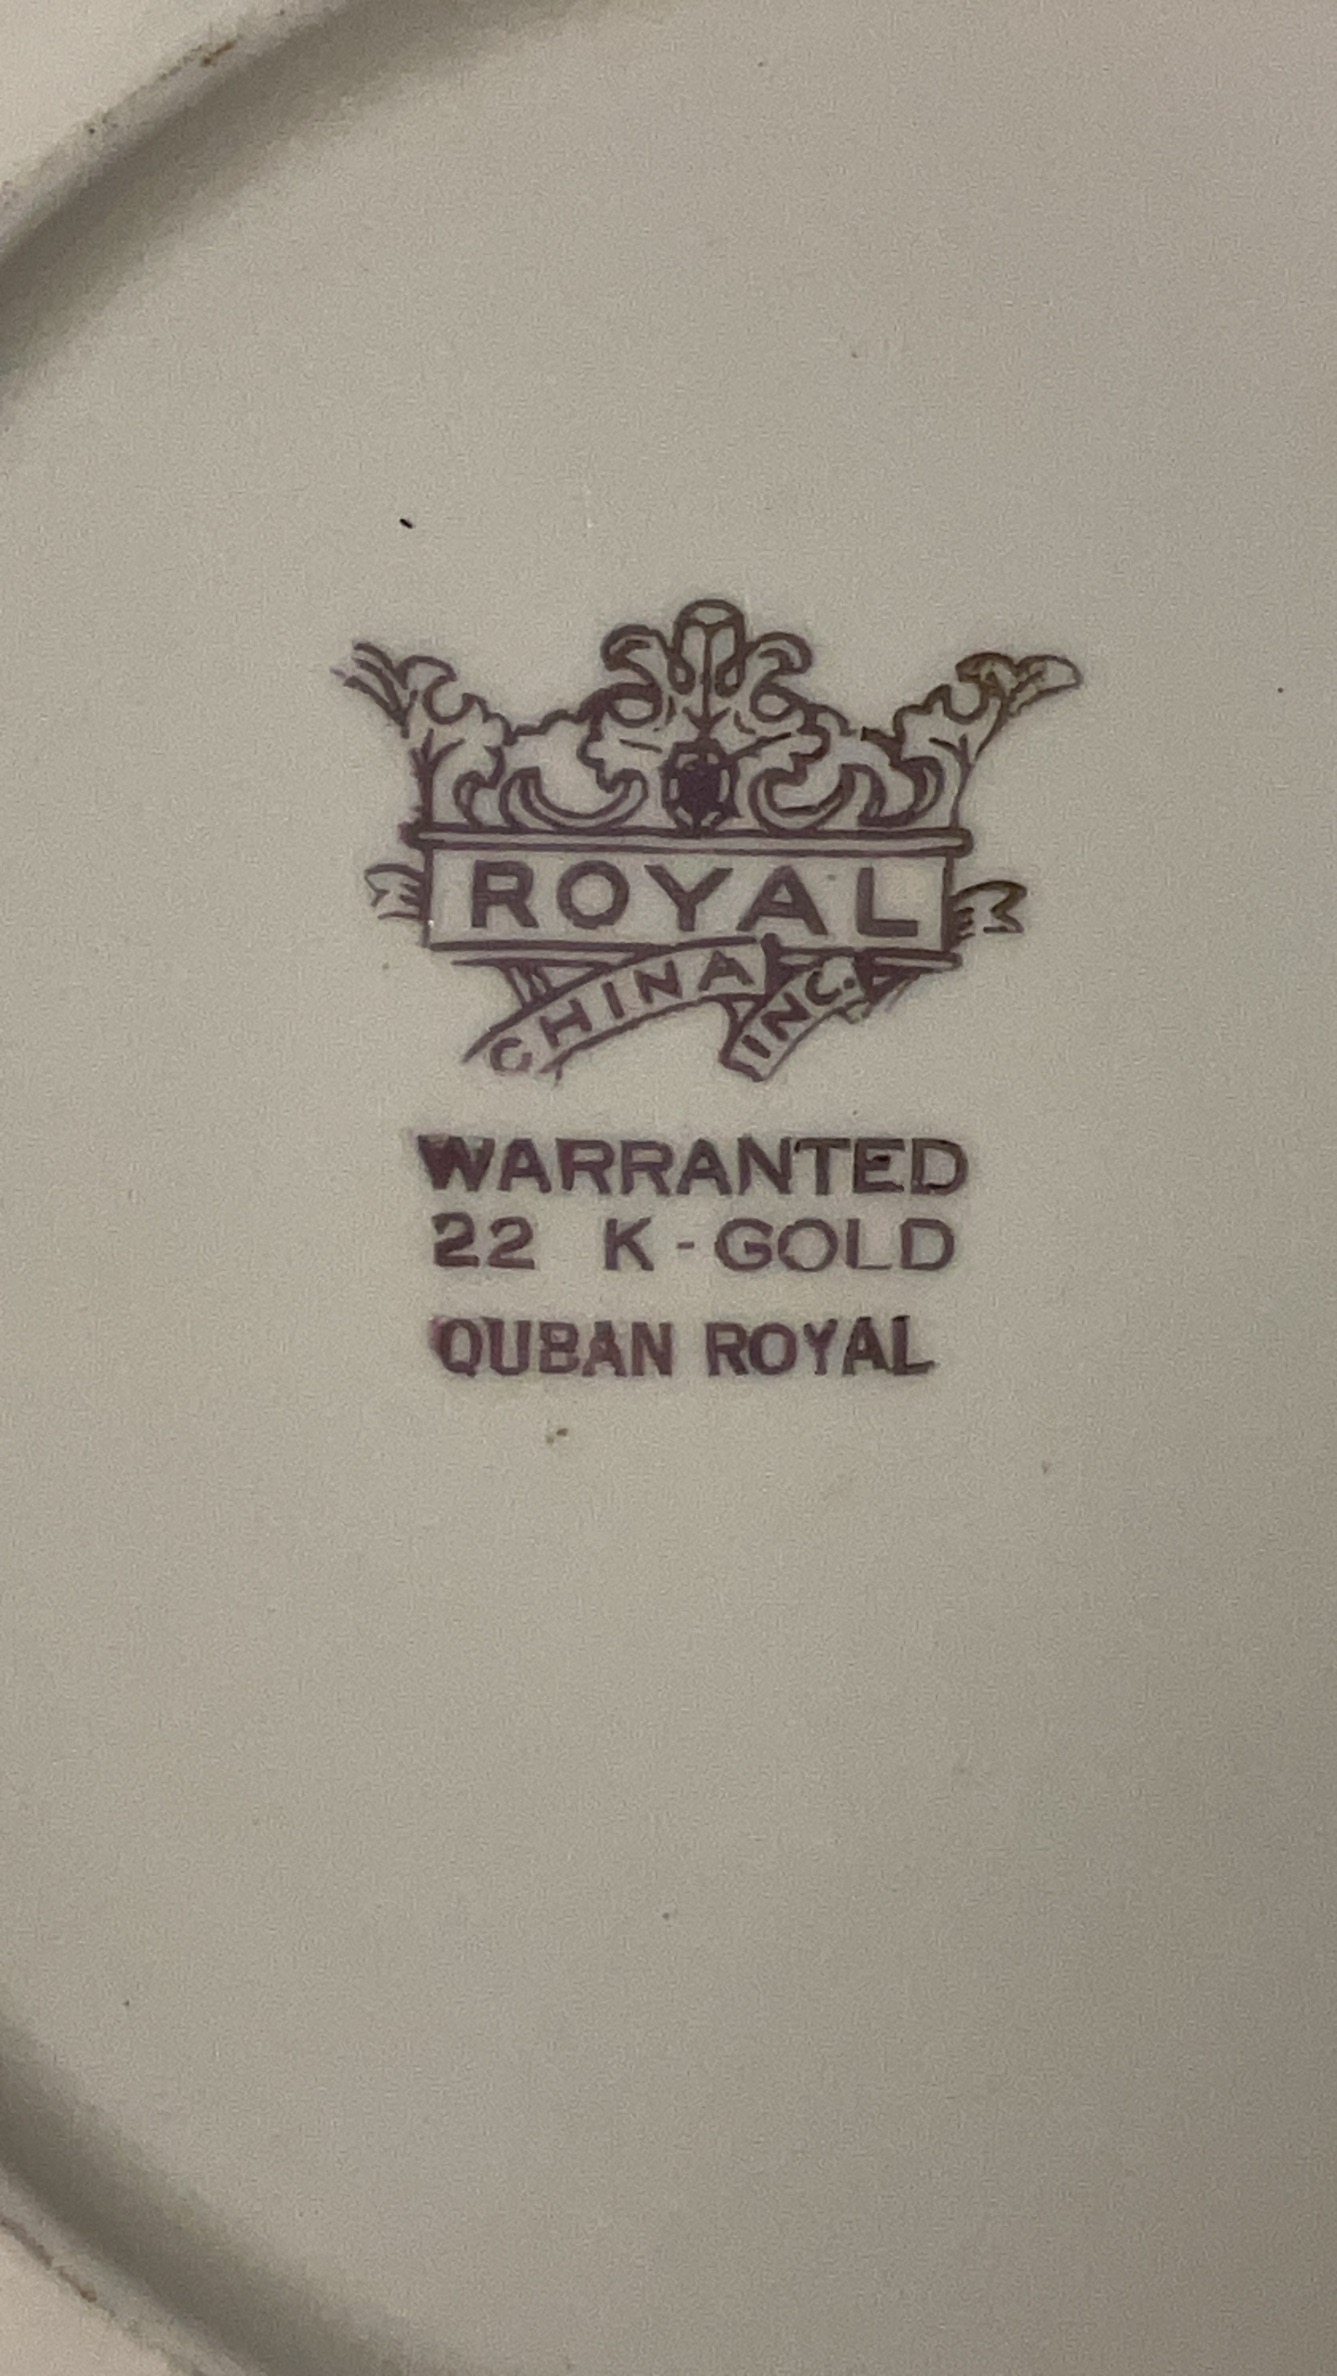 ROYAL
CHINA INC.
WARRANTED
22 K-GOLD
QUBAN ROYAL